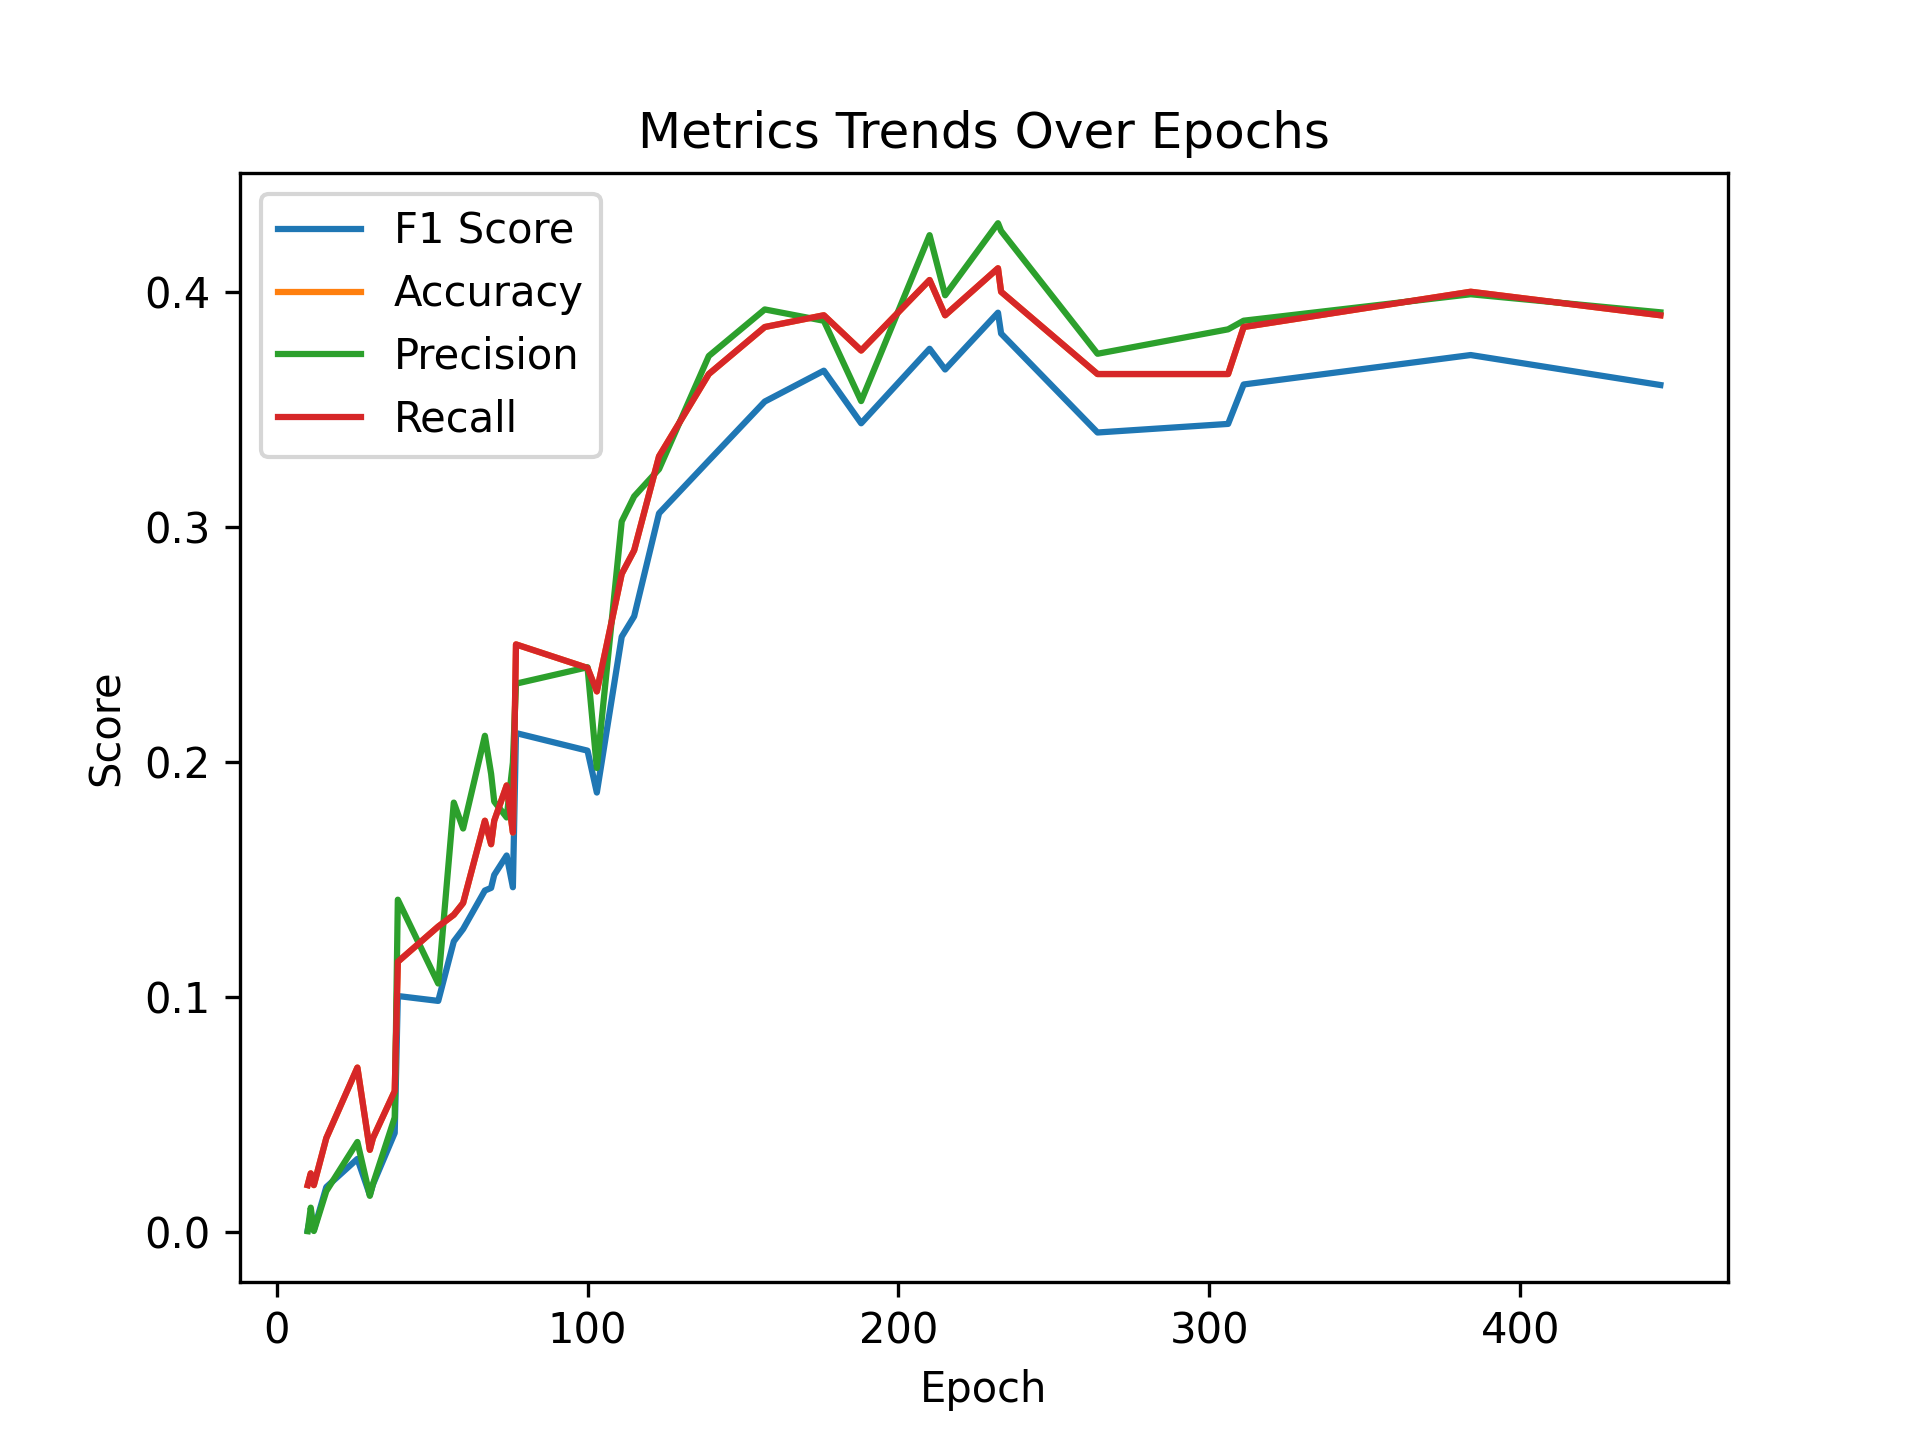 Metrics Trends Over Epochs
F1 Score
Accuracy
Precision
Recall
0.4
0.3
0.2
0.1
0.0
Score
0 100 200 300 400
Epoch